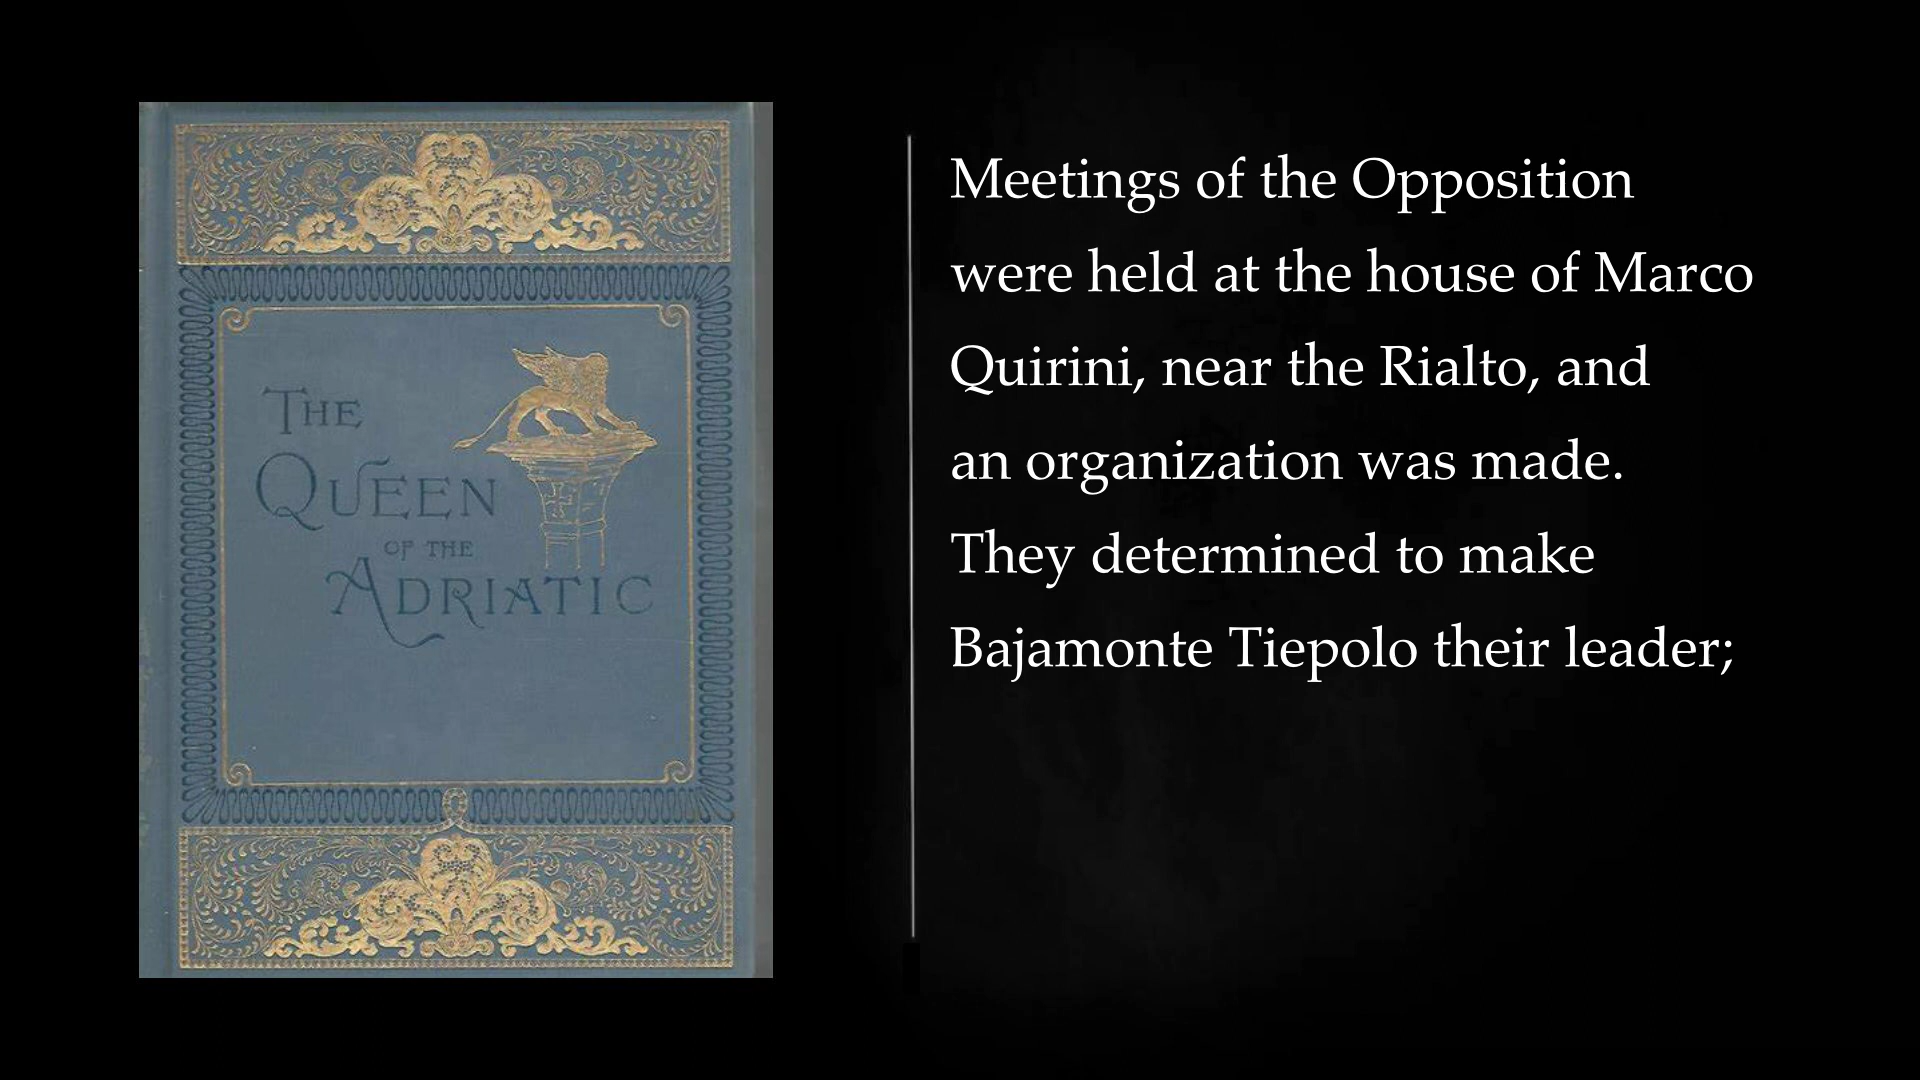 The
Queen
of the
Adriatic
Meetings of the Opposition
were held at the house of Marco
Quirini, near the Rialto, and
an organization was made.
They determined to make
Bajamonte Tiepolo their leader;